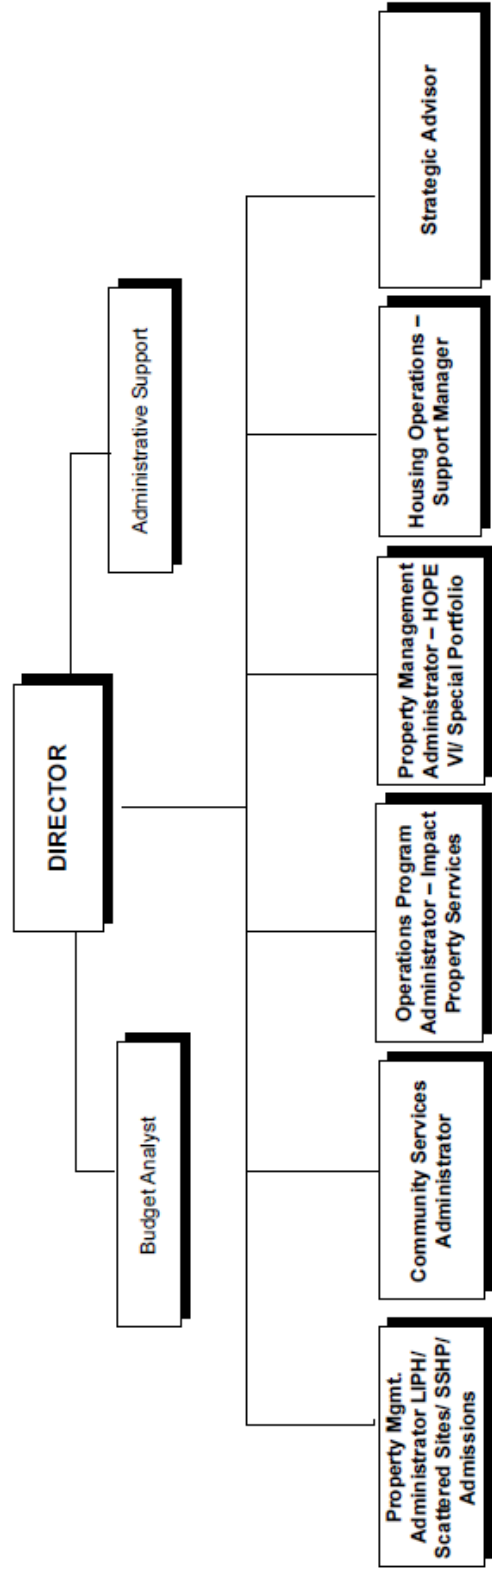 DIRECTOR
Budget Analyst
Administrative Support
Property Mgmt.
Administrator LIPH/
Scattered Sites/ SSHP/
Admissions
Community Services
Administrator
Operations Program
Administrator – Impact
Property Serrvices
Property Management
Administrator – HOPE
VI/ Special Portfolio
Housing Operations –
Support Manager
Strategic Advisor